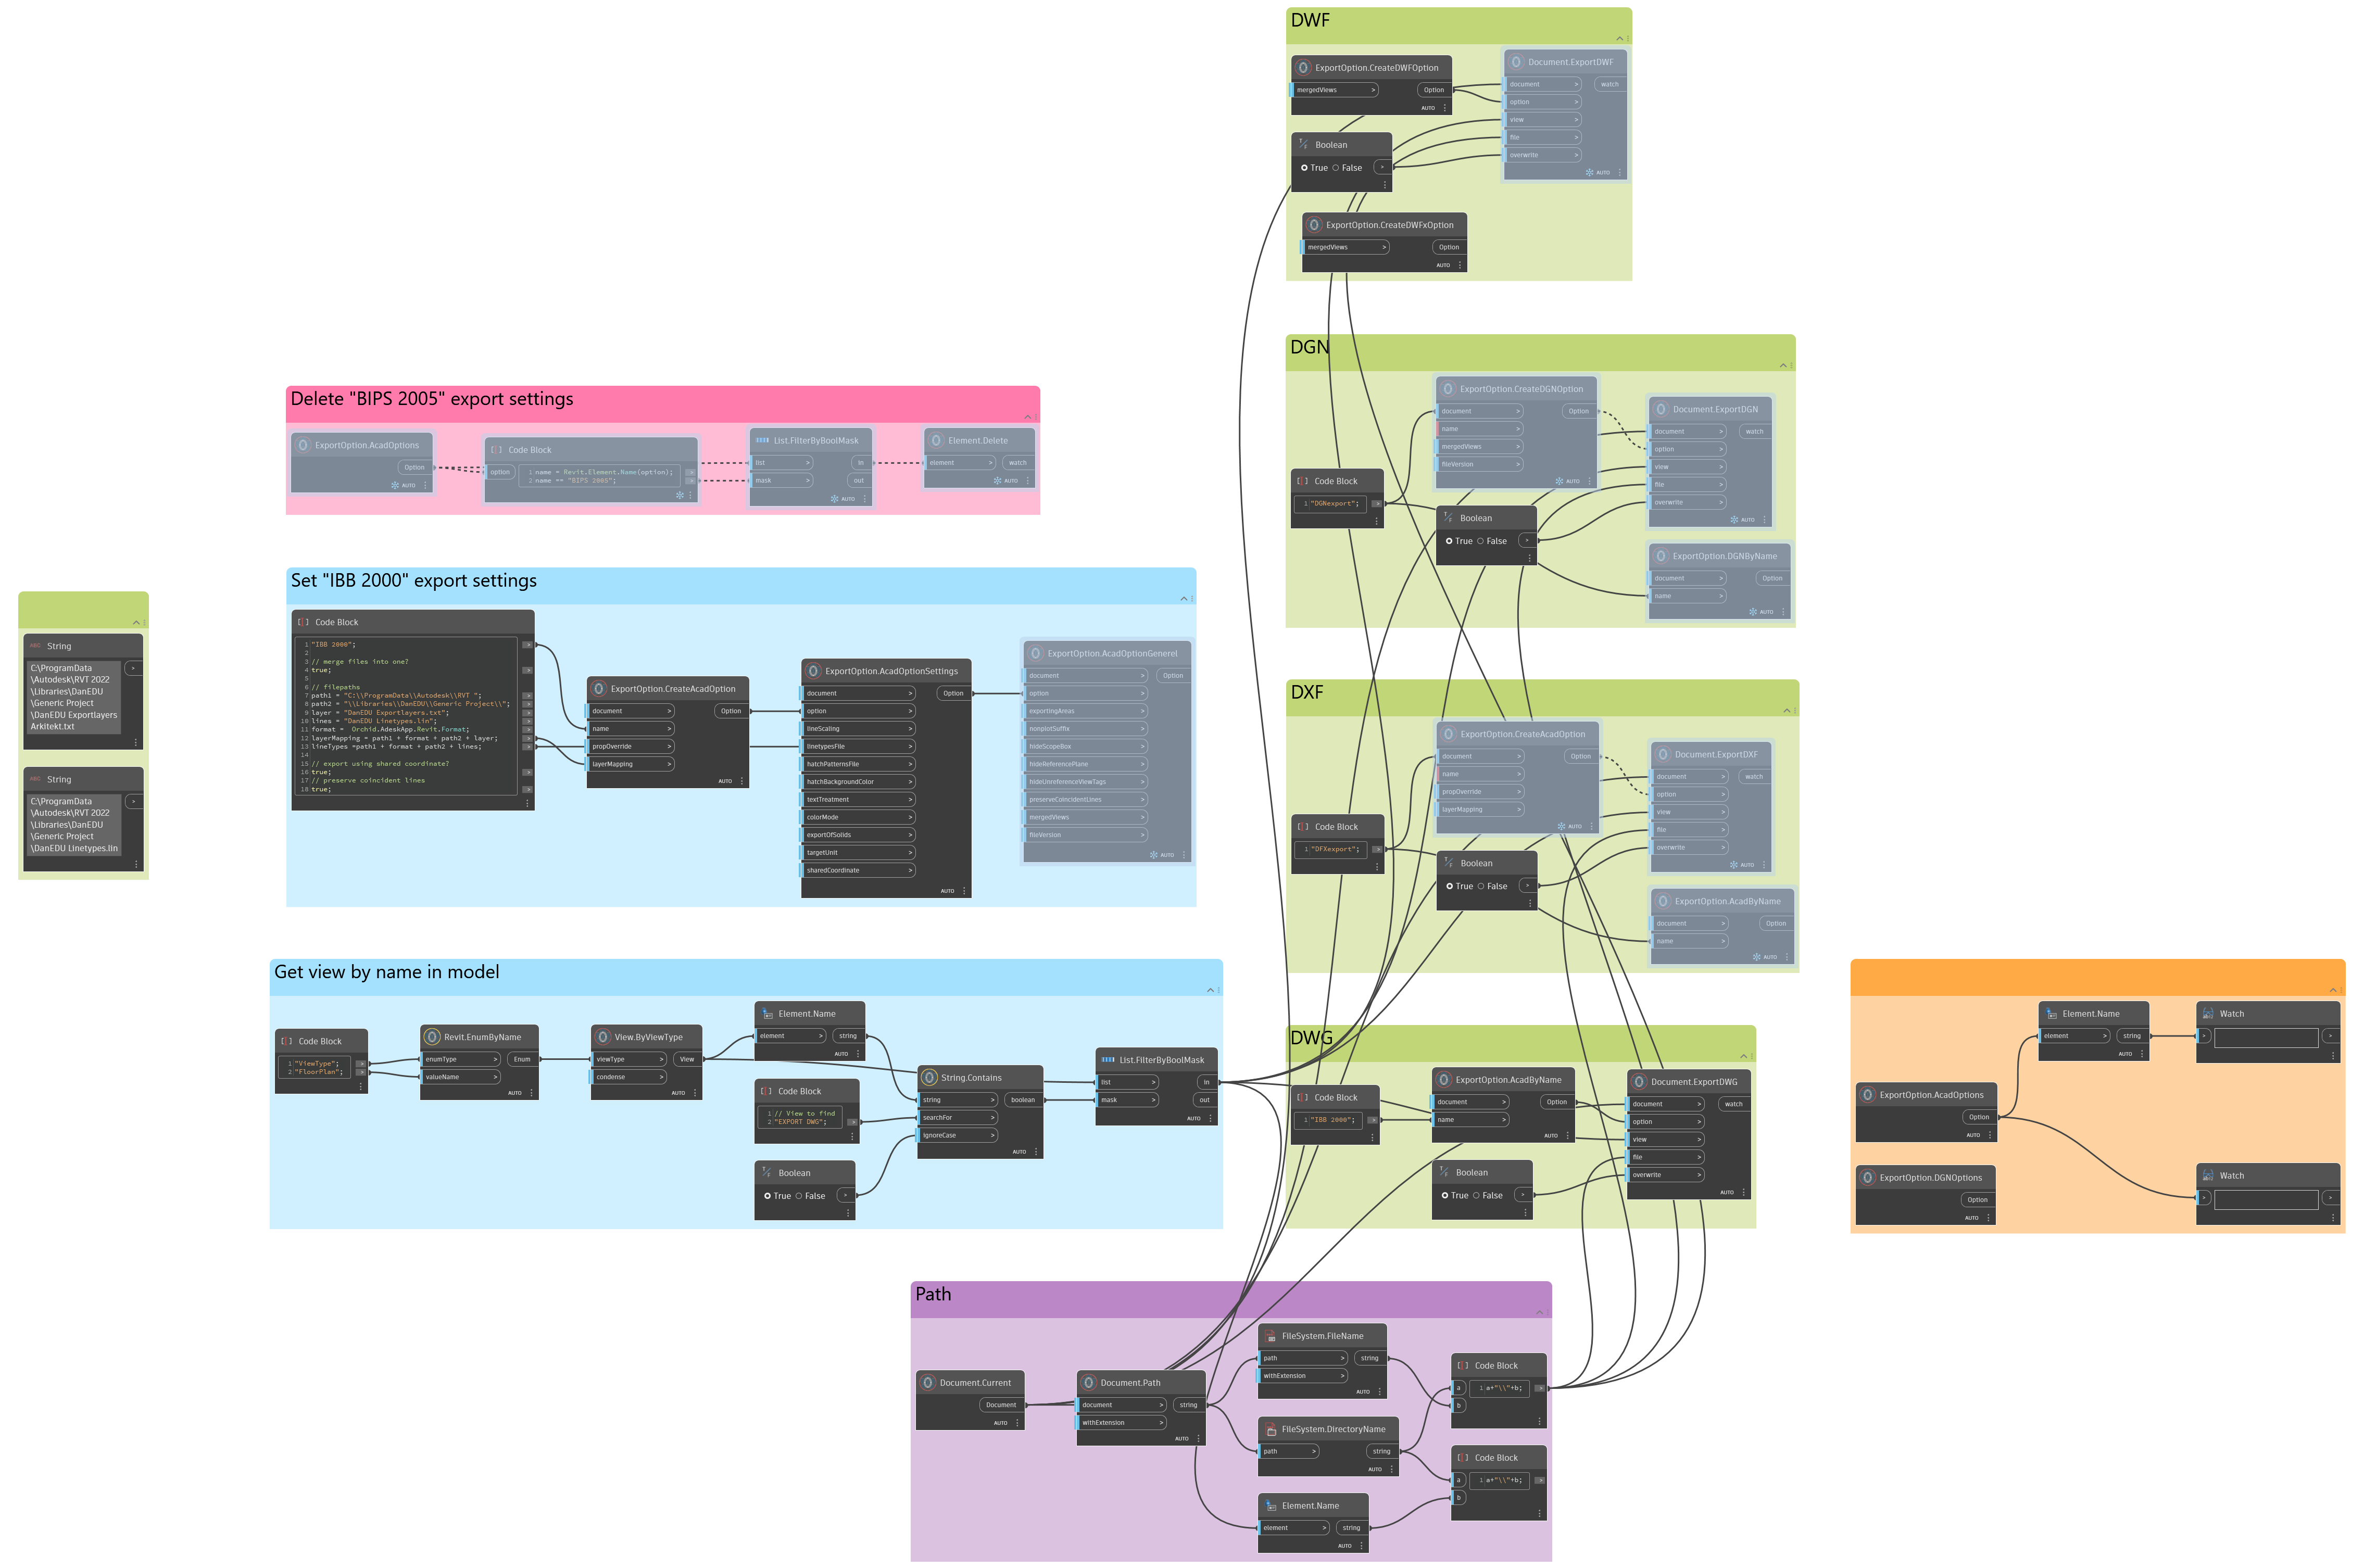 DWF
ExportOption.CreateDWFOption
mergedViews >
Option
AUTO
Document.ExportDWF
document >
watch
option >
view >
file >
overwrite >
AUTO
Boolean
True False >
ExportOption.CreateDWFxOption
mergedViews >
Option
AUTO
DGN
ExportOption.CreateDGNOption
document >
Option
name >
mergedViews >
fileVersion >
AUTO
Document.ExportDGN
document >
watch
option >
view >
file >
overwrite >
AUTO
Code Block
1 "DGNexport"; >
Boolean
True False >
ExportOption.DGNByName
document >
Option
name >
AUTO
Delete "BIPS 2005" export settings
ExportOption.AcadOptions
Option
AUTO
Code Block
option
1 name = Revit.Element.Name(option); >
2 name == "BIPS 2005"; >
List.FilterByBoolMask
list >
in
mask >
out
AUTO
Element.Delete
element >
watch
AUTO
Set "IBB 2000" export settings
Code Block
1 "IBB 2000";
2
3 // merge files into one?
4 true;
5
6 // filepaths
7 path1 = "C:\\ProgramData\\Autodesk\\RVT ";
8 path2 = "\\Libraries\\DanEDU\\Generic Project\\";
9 layer = "DanEDU Exportlayers.txt";
10 lines = "DanEDU Linetypes.lin";
11 format =  Orchid.AdeskApp.Revit.Format;
12 layerMapping = path1 + format + path2 + layer;
13 lineTypes =path1 + format + path2 + lines;
14
15 // export using shared coordinate?
16 true;
17 // preserve coincident lines
18 true;
ExportOption.CreateAcadOption
document >
Option
name >
propOverride >
layerMapping >
AUTO
ExportOption.AcadOptionSettings
document >
Option
option >
lineScaling >
linetypesFile >
hatchPatternsFile >
hatchBackgroundColor >
textTreatment >
colorMode >
exportOfSolids >
targetUnit >
sharedCoordinate >
AUTO
ExportOption.AcadOptionGenerel
document >
Option
option >
exportingAreas >
nonplotSuffix >
hideScopeBox >
hideReferencePlane >
hideUnreferenceViewTags >
preserveCoincidentLines >
mergedViews >
fileVersion >
AUTO
String
C:\ProgramData
\Autodesk\RVT 2022
\Libraries\DanEDU
\Generic Project
\DanEDU Exportlayers
Arkitekt.txt
>
String
C:\ProgramData
\Autodesk\RVT 2022
\Libraries\DanEDU
\Generic Project
\DanEDU Linetypes.lin
>
DXF
ExportOption.CreateAcadOption
document >
Option
name >
propOverride >
layerMapping >
AUTO
Document.ExportDXF
document >
watch
option >
view >
file >
overwrite >
AUTO
Code Block
1 "DFXexport"; >
Boolean
True False >
ExportOption.AcadByName
document >
Option
name >
AUTO
Get view by name in model
Code Block
1 "ViewType"; >
2 "FloorPlan"; >
Revit.EnumByName
enumType >
Enum
valueName >
AUTO
View.ByViewType
viewType >
View
condense >
AUTO
Element.Name
element >
string
AUTO
Code Block
1 // View to find
2 "EXPORT DWG"; >
Boolean
True False >
String.Contains
string >
boolean
searchFor >
ignoreCase >
AUTO
List.FilterByBoolMask
list >
in
mask >
out
AUTO
DWG
Code Block
1 "IBB 2000"; >
ExportOption.AcadByName
document >
Option
name >
AUTO
Boolean
True False >
Document.ExportDWG
document >
watch
option >
view >
file >
overwrite >
AUTO
Element.Name
element >
string
AUTO
Watch
> >
ExportOption.AcadOptions
Option
AUTO
ExportOption.DGNOptions
Option
AUTO
Watch
> >
Path
Document.Current
Document
AUTO
Document.Path
document >
string
withExtension >
AUTO
FileSystem.FileName
path >
string
withExtension >
AUTO
FileSystem.DirectoryName
path >
string
AUTO
Element.Name
element >
string
AUTO
Code Block
a
1 a+"\\"+b; >
b
Code Block
a
1 a+"\\"+b; >
b